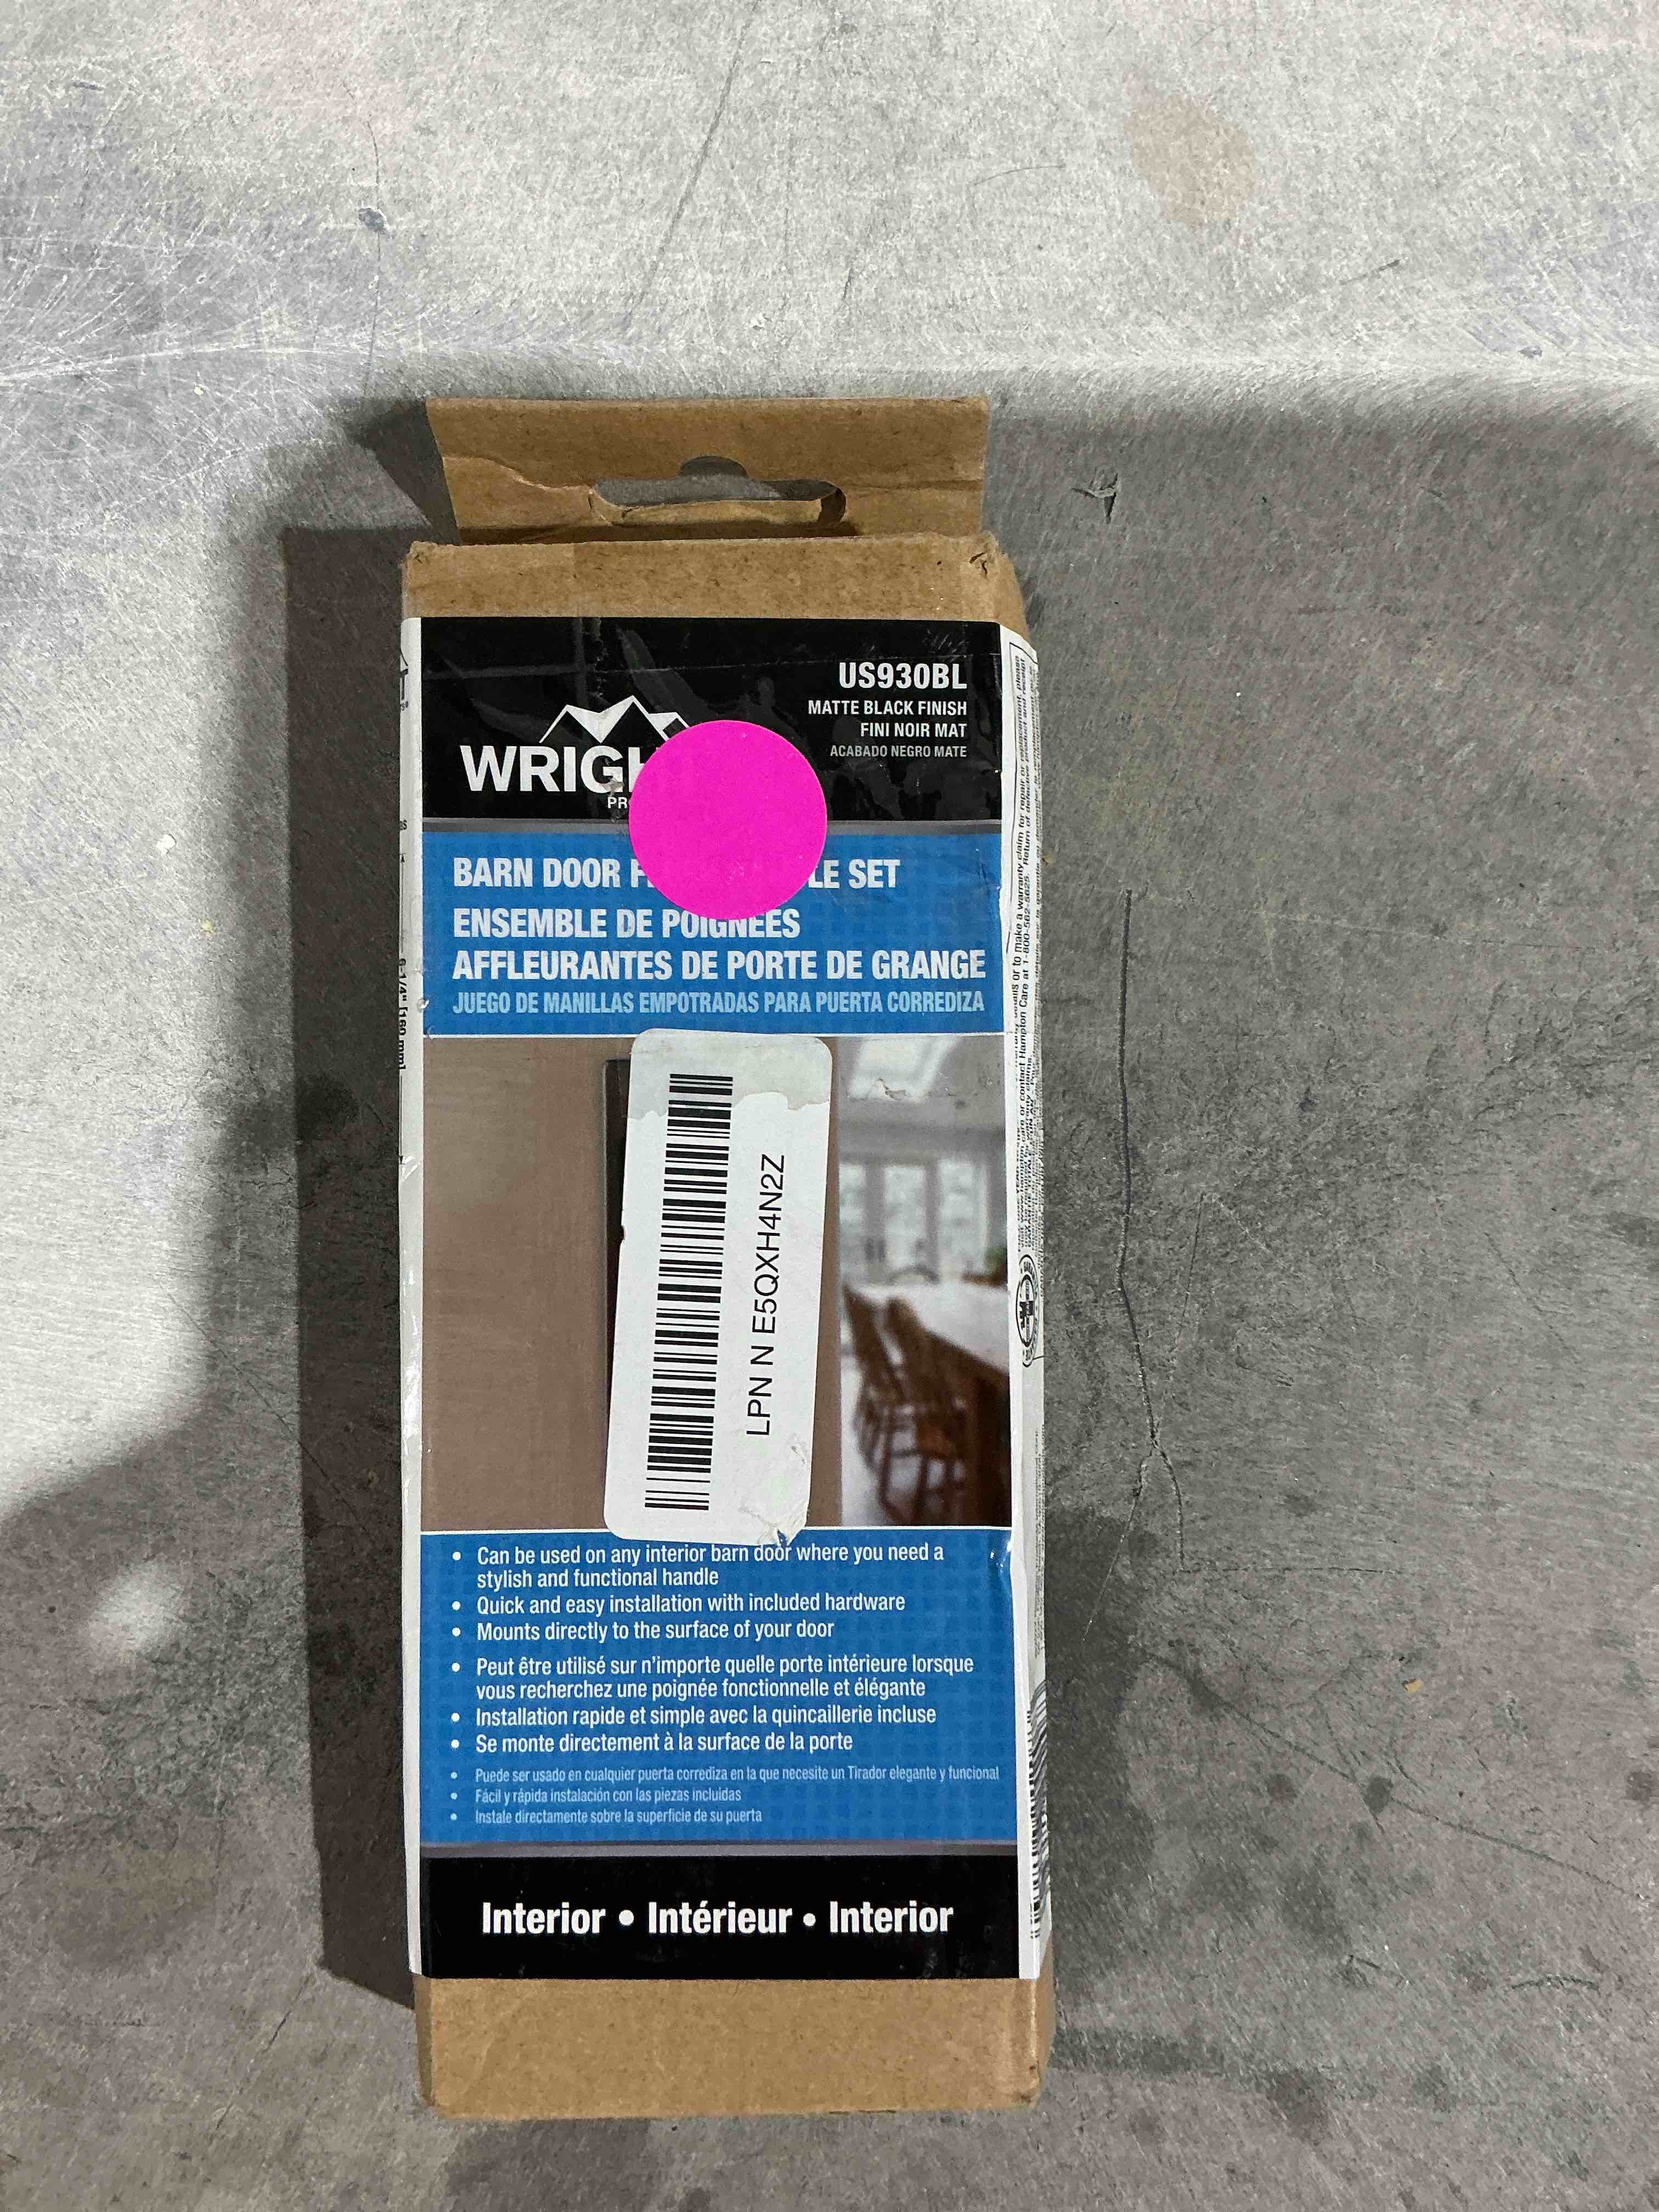 US930BL
MATTE BLACK FINISH
FINI NOIR MAT
ACABADO NEGRO MATE
WRIGH
PR
BARN DOOR F LE SET
ENSEMBLE DE POIGNÉES
AFFLEURANTES DE PORTE DE GRANGE
JUEGO DE MANILLAS EMPOTRADAS PARA PUERTA CORREDIZA
LPN N E5QXH4N2Z
• Can be used on any interior barn door where you need a
stylish and functional handle
• Quick and easy installation with included hardware
• Mounts directly to the surface of your door
• Peut être utilisé sur n'importe quelle porte intérieure lorsque
vous recherchez une poignée fonctionnelle et élégante
• Installation rapide et simple avec la quincaillerie incluse
• Se monte directement à la surface de la porte
• Puede ser usado en cualquier puerta corrediza en la que necesite un Tirador elegante y funcional
• Fácil y rápida instalación con las piezas incluidas
• Instale directamente sobre la superficie de su puerta
Interior • Intérieur • Interior